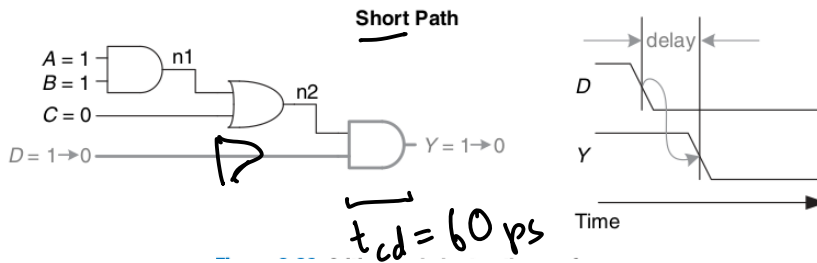 Short Path
A = 1
B = 1
n1
C = 0
n2
D = 1→0
Y = 1→0
t_cd = 60 ps
delay
D
Y
Time